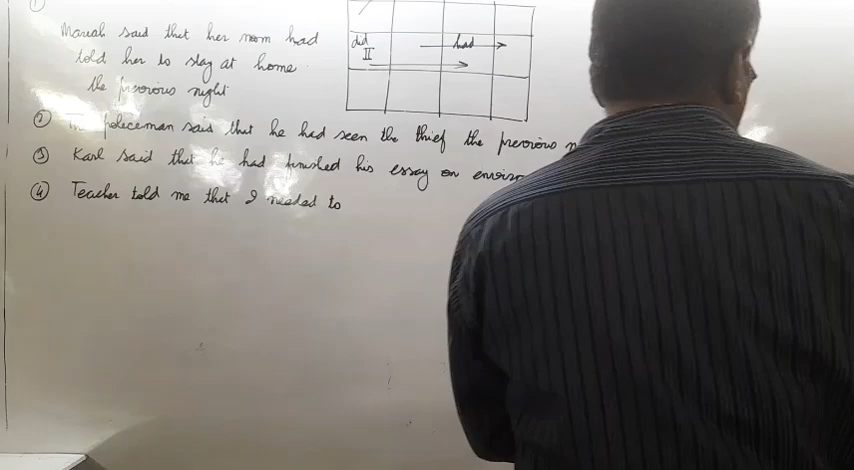 ①
Mariah said that her mom had
told her to stay at home
the previous night
did
II
had
② policeman said that he had seen the thief the previous
③ Karl said that he had finished his essay on
④ Teacher told me that I needed to